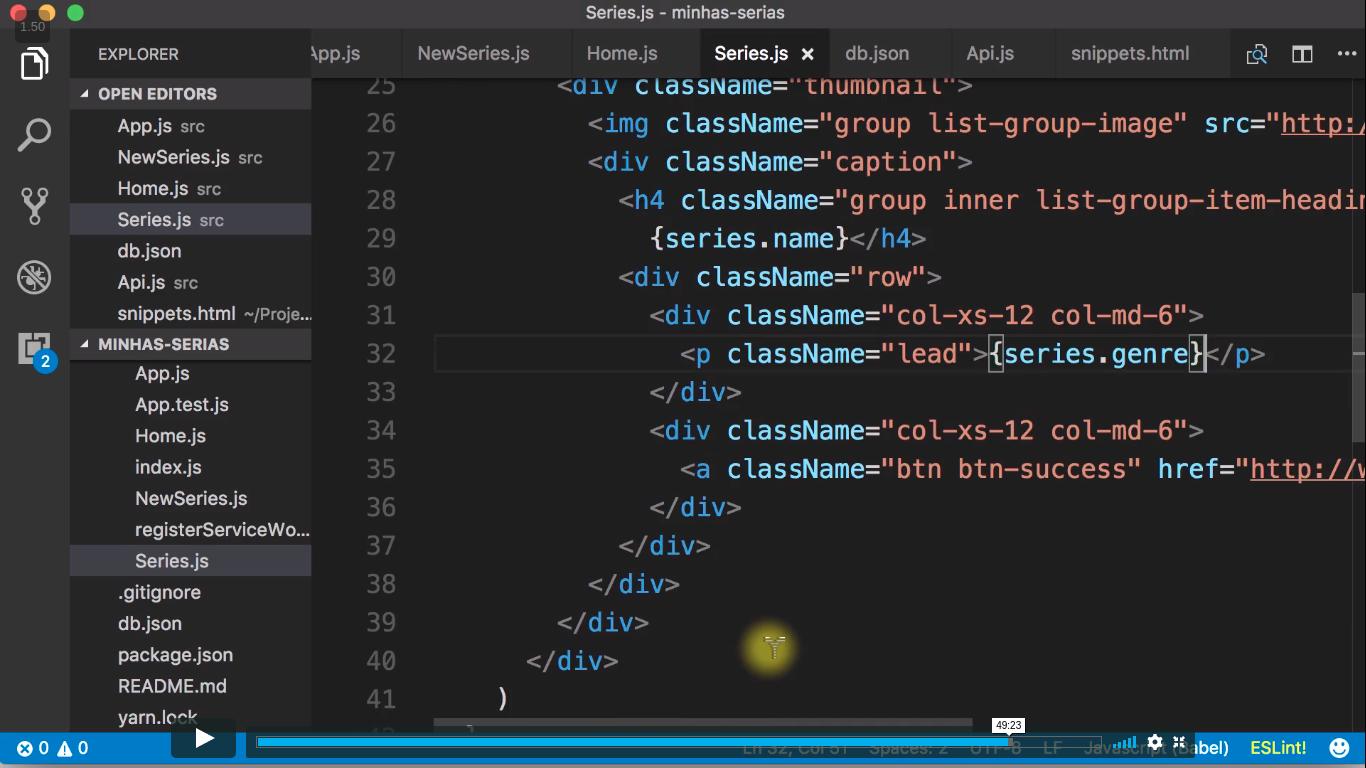 Series.js - minhas-serias
1.50
EXPLORER
App.js
NewSeries.js
Home.js
Series.js
db.json
Api.js
snippets.html
OPEN EDITORS
App.js src
NewSeries.js src
Home.js src
Series.js src
db.json
Api.js src
snippets.html ~/Proje...
MINHAS-SERIAS
App.js
App.test.js
Home.js
index.js
NewSeries.js
registerServiceWo...
Series.js
.gitignore
db.json
package.json
README.md
yarn.lock
2
25 <div className="thumbnail">
26 <img className="group list-group-image" src="http:/
27 <div className="caption">
28 <h4 className="group inner list-group-item-headin
29 {series.name}</h4>
30 <div className="row">
31 <div className="col-xs-12 col-md-6">
32 <p className="lead">{series.genre}</p>
33 </div>
34 <div className="col-xs-12 col-md-6">
35 <a className="btn btn-success" href="http://w
36 </div>
37 </div>
38 </div>
39 </div>
40 </div>
41 )
49:23
0 0
Ln 32, Col 51 Spaces: 2 UTF-8 LF Javascript (Babel) ESLint!